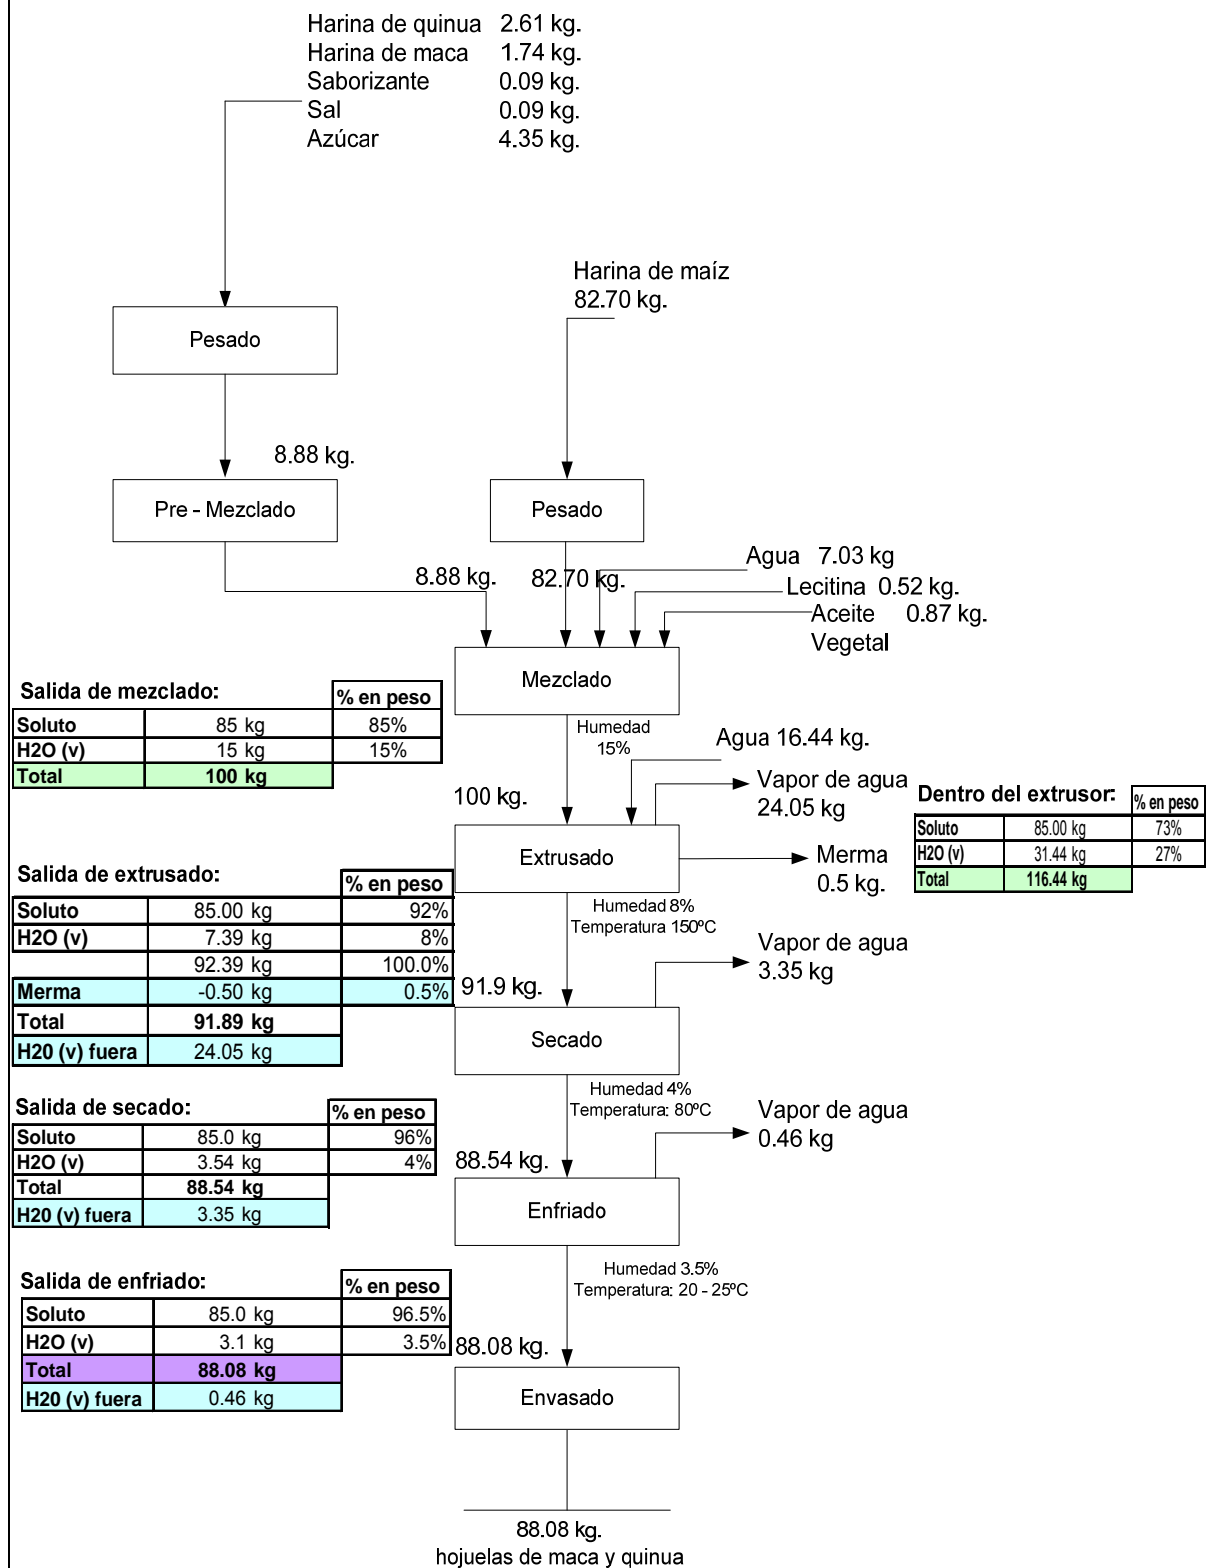 Harina de quinua 2.61 kg.
Harina de maca 1.74 kg.
Saborizante 0.09 kg.
Sal 0.09 kg.
Azúcar 4.35 kg.
Harina de maíz
82.70 kg.
Pesado
8.88 kg.
Pre - Mezclado
Pesado
Agua 7.03 kg
8.88 kg.
82.70 kg.
Lecitina 0.52 kg.
Aceite 0.87 kg.
Vegetal
Mezclado
Salida de mezclado: % en peso
Soluto 85 kg 85%
H2O (v) 15 kg 15%
Total 100 kg
Humedad
15%
Agua 16.44 kg.
100 kg.
Vapor de agua
24.05 kg
Dentro del extrusor: % en peso
Soluto 85.00 kg 73%
H2O (v) 31.44 kg 27%
Total 116.44 kg
Extrusado
Merma
0.5 kg.
Salida de extrusado: % en peso
Soluto 85.00 kg 92%
H2O (v) 7.39 kg 8%
92.39 kg 100.0%
Merma -0.50 kg 0.5%
Total 91.89 kg
H20 (v) fuera 24.05 kg
Humedad 8%
Temperatura 150ºC
Vapor de agua
3.35 kg
91.9 kg.
Secado
Humedad 4%
Temperatura: 80ºC
Salida de secado: % en peso
Soluto 85.0 kg 96%
H2O (v) 3.54 kg 4%
Total 88.54 kg
H20 (v) fuera 3.35 kg
Vapor de agua
0.46 kg
88.54 kg.
Enfriado
Humedad 3.5%
Temperatura: 20 - 25ºC
Salida de enfriado: % en peso
Soluto 85.0 kg 96.5%
H2O (v) 3.1 kg 3.5%
Total 88.08 kg
H20 (v) fuera 0.46 kg
88.08 kg.
Envasado
88.08 kg.
hojuelas de maca y quinua